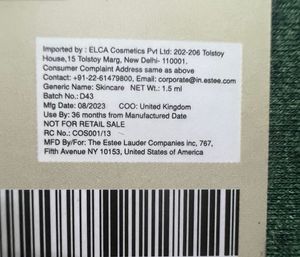 Imported by : ELCA Cosmetics Pvt Ltd: 202-206 Tolstoy
House,15 Tolstoy Marg, New Delhi- 110001.
Consumer Complaint Address same as above
Contact: +91-22-61479800, Email: corporate@in.estee.com
Generic Name: Skincare NET QTY.: 1.5 ml
Batch No.: D43
Mfg Date: 08/2023 COO: United Kingdom
Use By: 36 months from Manufactured Date
NOT FOR RETAIL SALE
RC No.: COS001/13
MFD By/For: The Estee Lauder Companies inc, 767,
Fifth Avenue NY 10153, United States of America